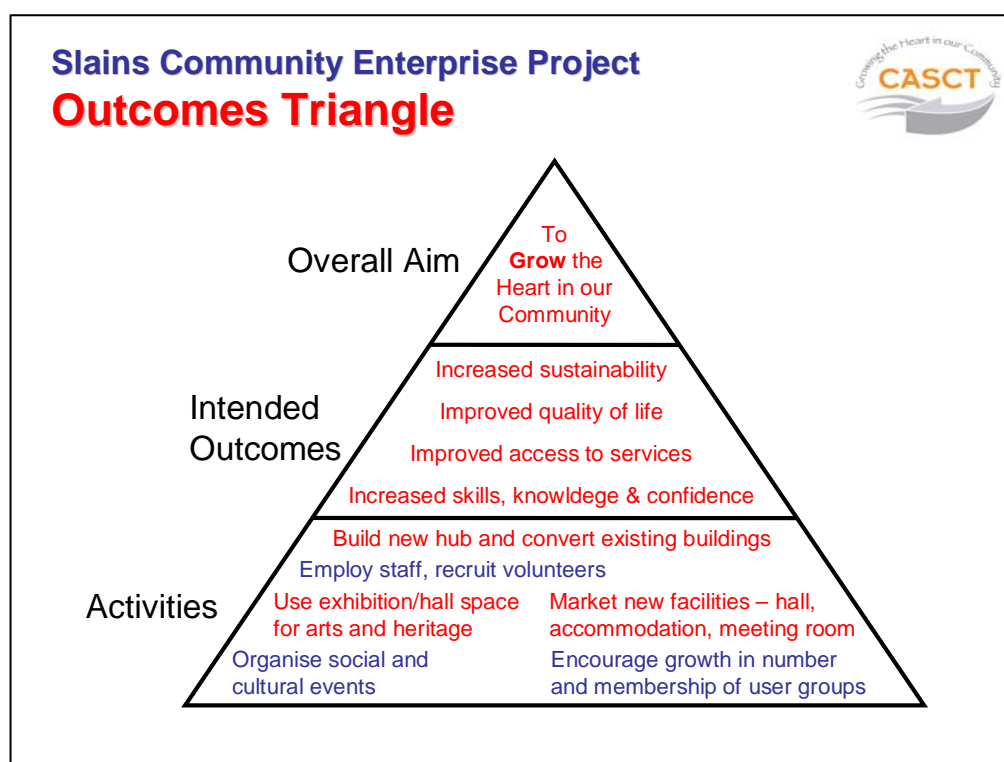 Slains Community Enterprise Project
Outcomes Triangle
Growing the Heart in our Community
CASCT
Overall Aim
To
Grow the
Heart in our
Community
Intended
Outcomes
Increased sustainability
Improved quality of life
Improved access to services
Increased skills, knowldege & confidence
Activities
Build new hub and convert existing buildings
Employ staff, recruit volunteers
Use exhibition/hall space
for arts and heritage
Market new facilities – hall,
accommodation, meeting room
Organise social and
cultural events
Encourage growth in number
and membership of user groups